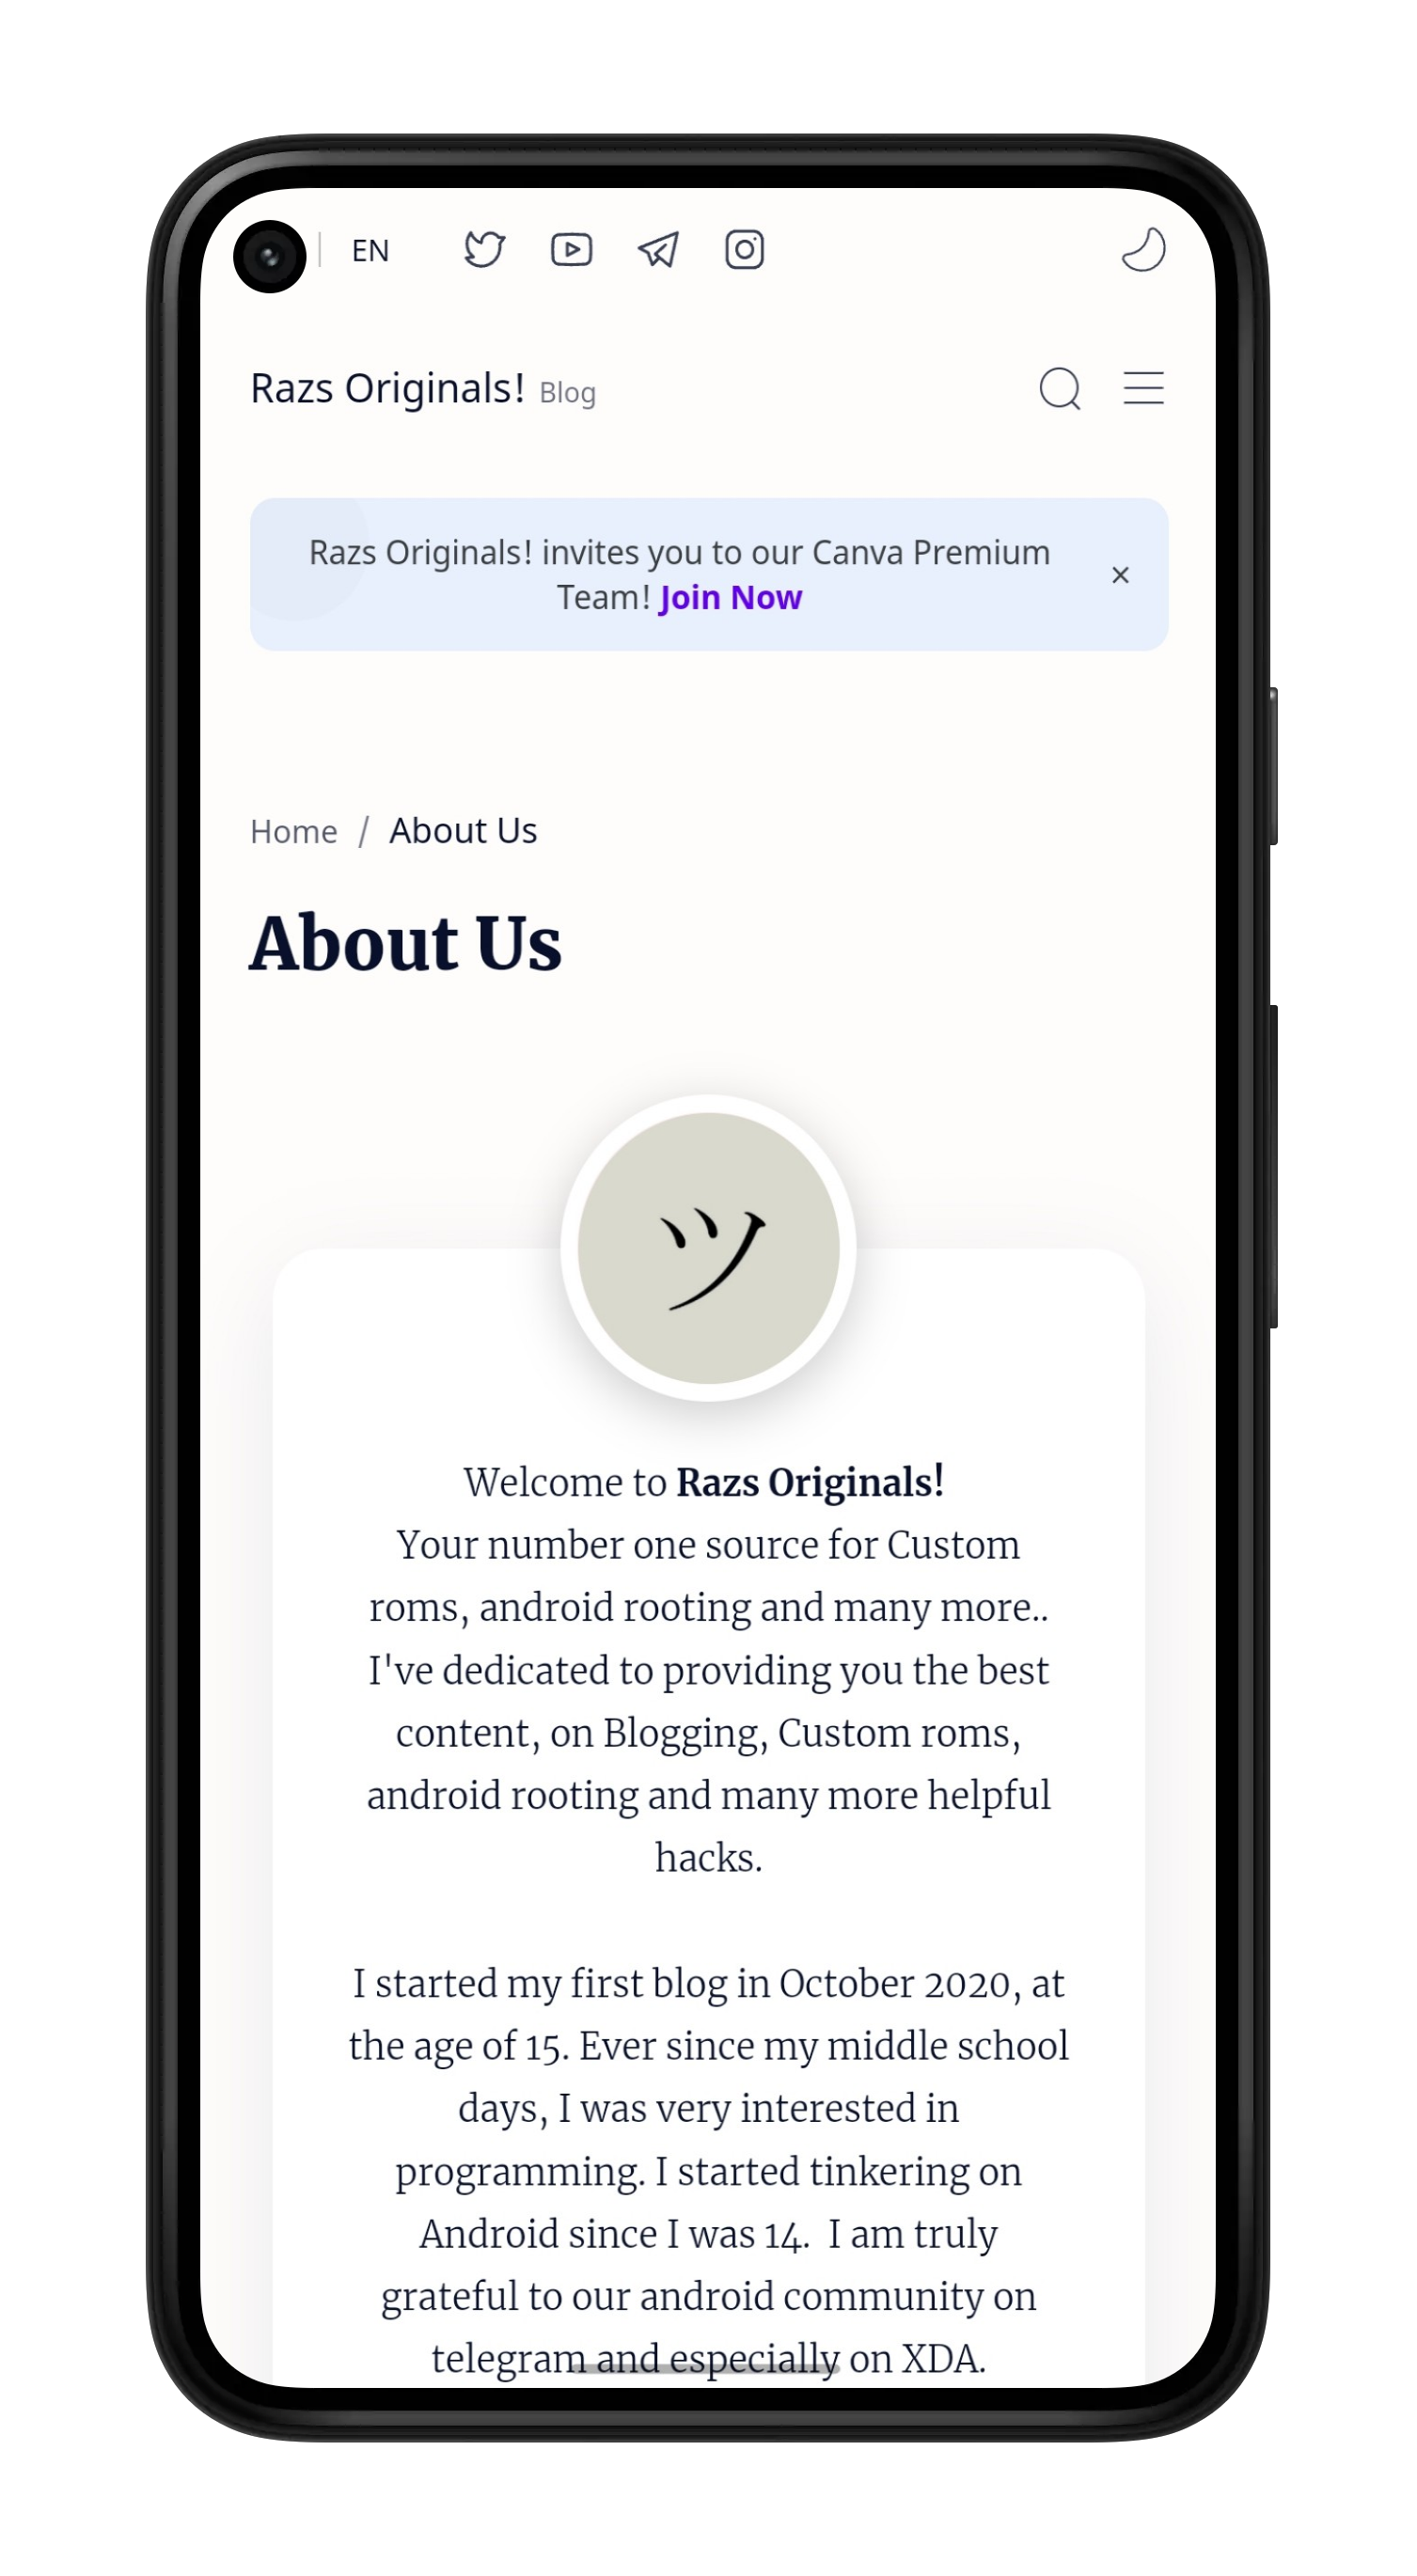 EN
Razs Originals! Blog
Razs Originals! invites you to our Canva Premium
Team! Join Now
×
Home / About Us
About Us
ツ
Welcome to Razs Originals!
Your number one source for Custom
roms, android rooting and many more..
I've dedicated to providing you the best
content, on Blogging, Custom roms,
android rooting and many more helpful
hacks.
I started my first blog in October 2020, at
the age of 15. Ever since my middle school
days, I was very interested in
programming. I started tinkering on
Android since I was 14.  I am truly
grateful to our android community on
telegram and especially on XDA.